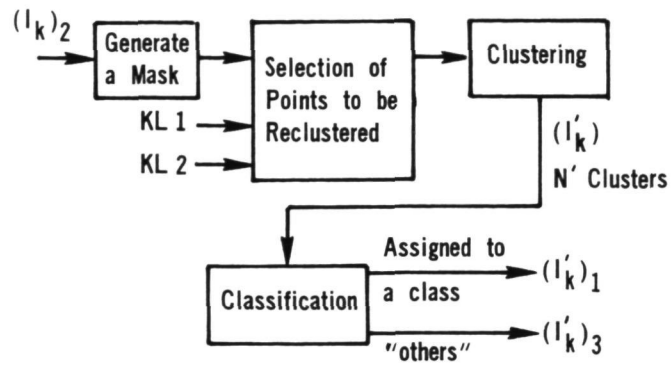 (I_k)_2
Generate
a Mask
KL 1
KL 2
Selection of
Points to be
Reclustered
Clustering
(I'_k)
N' Clusters
Classification
Assigned to
a class
(I'_k)_1
"others"
(I'_k)_3